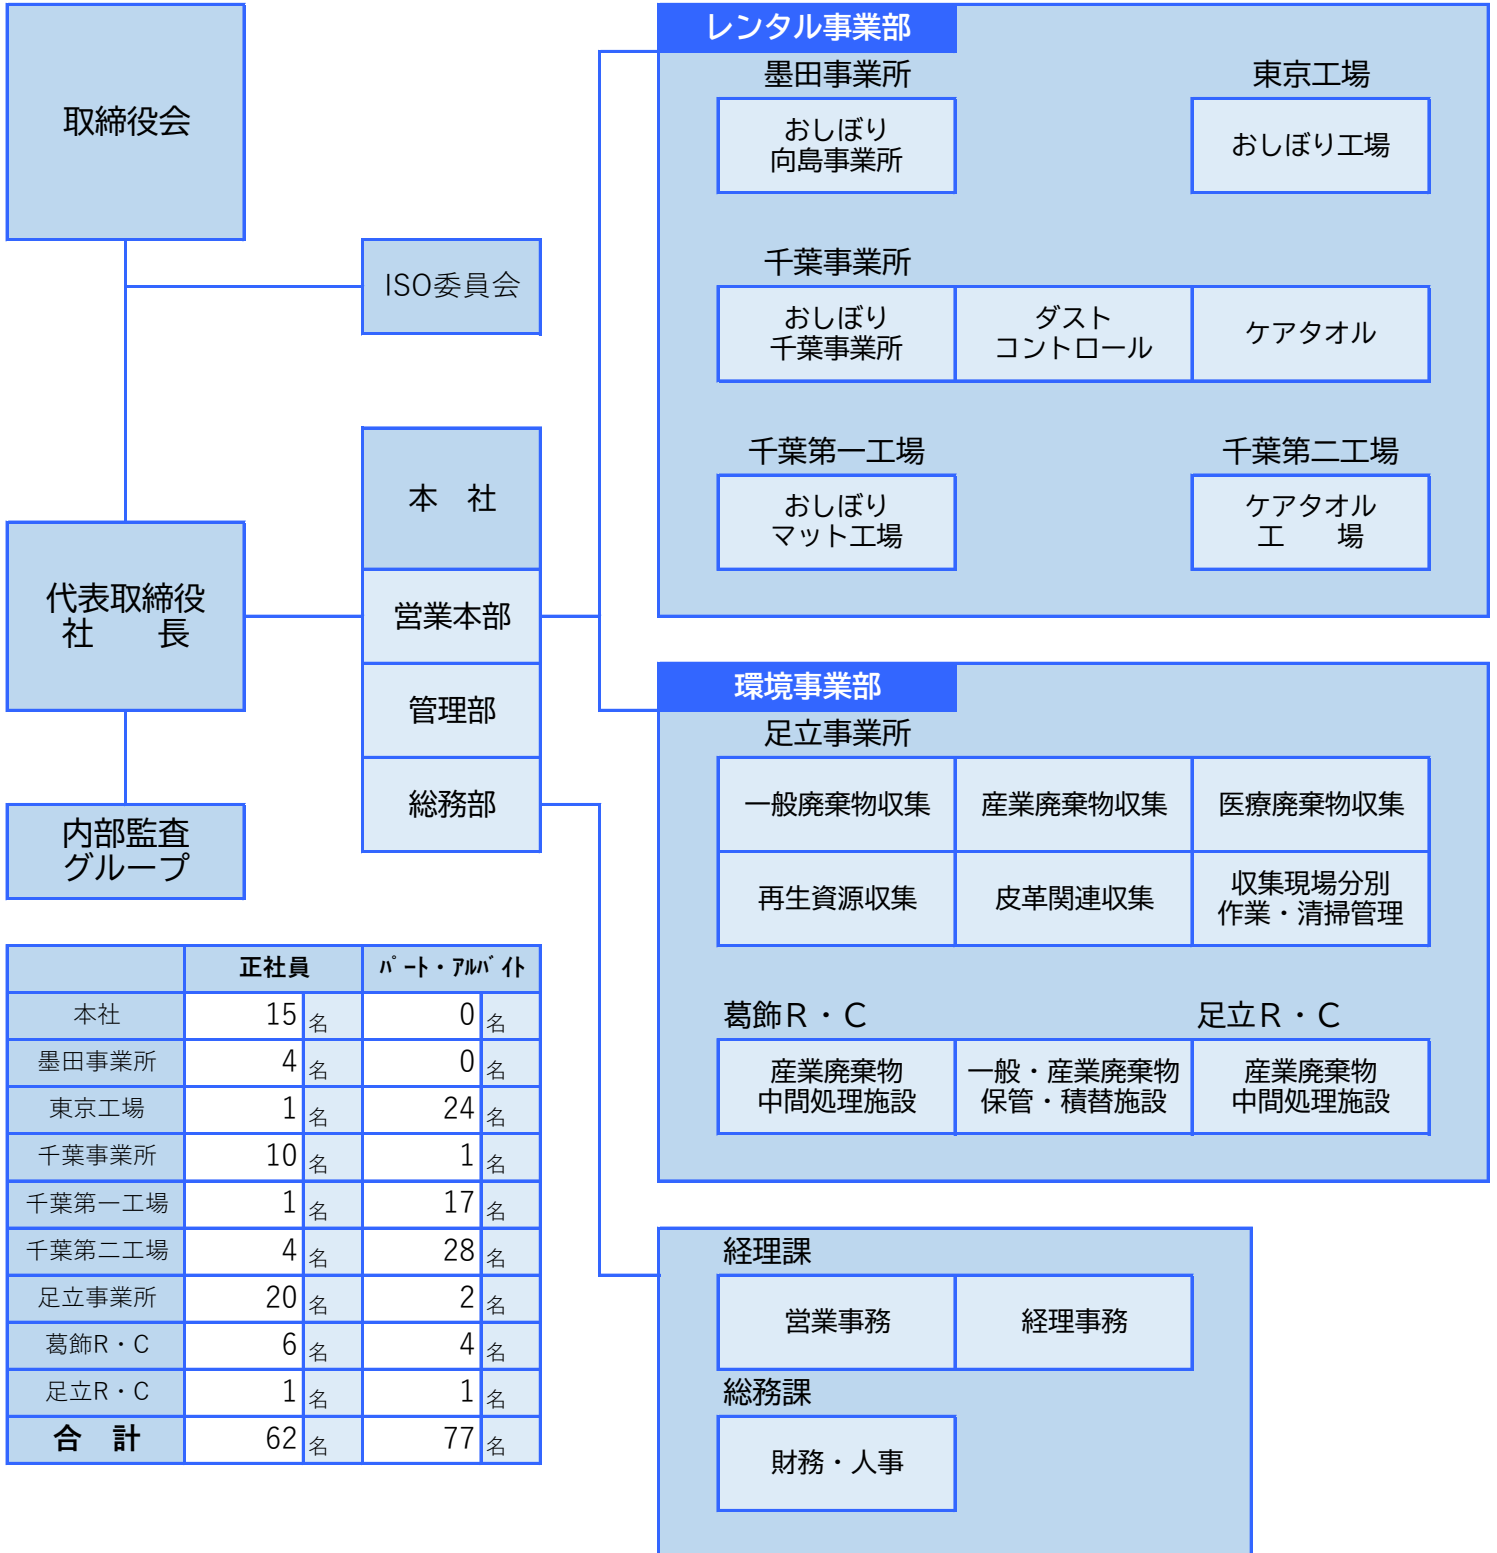 取締役会
ISO委員会
代表取締役
社　　長
内部監査
グループ
本　社
営業本部
管理部
総務部
レンタル事業部
墨田事業所
おしぼり
向島事業所
東京工場
おしぼり工場
千葉事業所
おしぼり
千葉事業所
ダスト
コントロール
ケアタオル
千葉第一工場
おしぼり
マット工場
千葉第二工場
ケアタオル
工　　場
環境事業部
足立事業所
一般廃棄物収集
産業廃棄物収集
医療廃棄物収集
再生資源収集
皮革関連収集
収集現場分別
作業・清掃管理
葛飾Ｒ・Ｃ
産業廃棄物
中間処理施設
一般・産業廃棄物
保管・積替施設
足立Ｒ・Ｃ
産業廃棄物
中間処理施設
経理課
営業事務
経理事務
総務課
財務・人事
正社員 ﾊﾟｰﾄ・ｱﾙﾊﾞｲﾄ
本社 15 名 0 名
墨田事業所 4 名 0 名
東京工場 1 名 24 名
千葉事業所 10 名 1 名
千葉第一工場 1 名 17 名
千葉第二工場 4 名 28 名
足立事業所 20 名 2 名
葛飾R・C 6 名 4 名
足立R・C 1 名 1 名
合　計 62 名 77 名